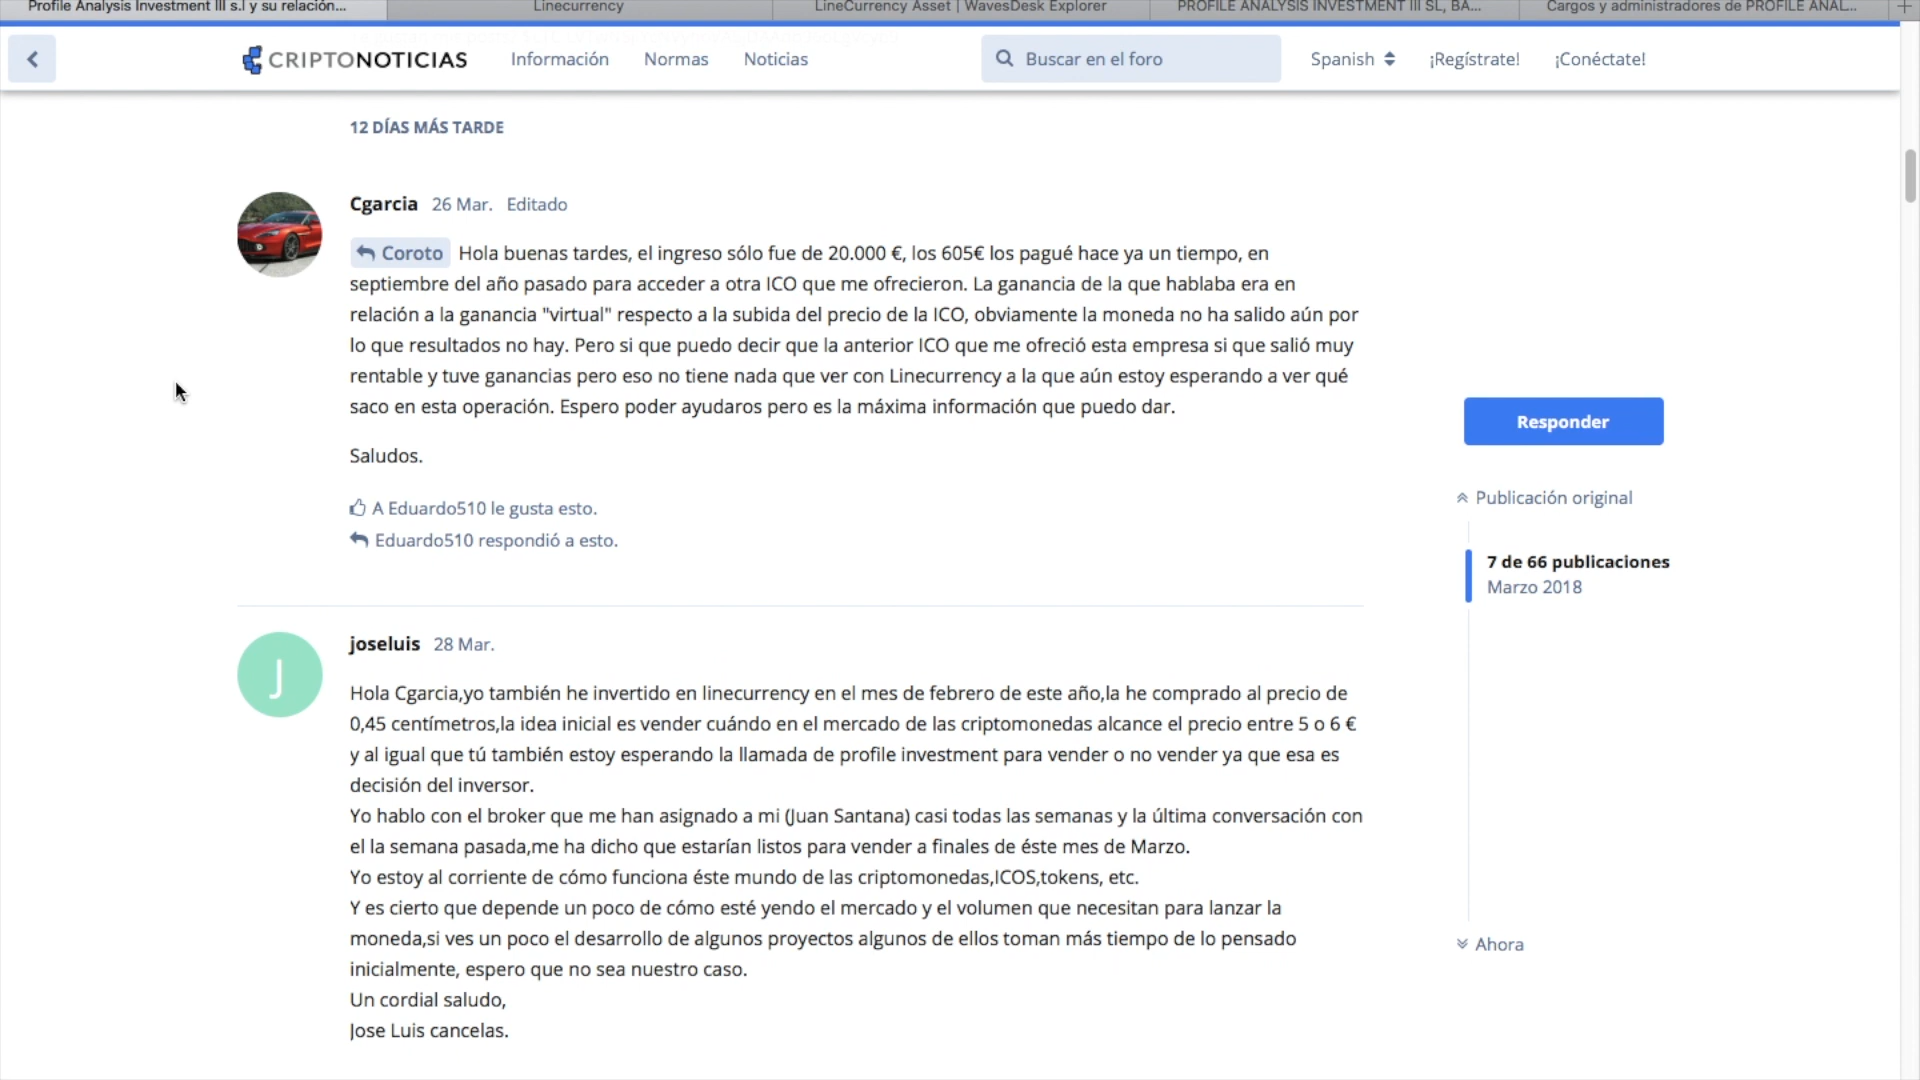 Profile Analysis Investment III s.l y su relación...
Linecurrency
LineCurrency Asset | WavesDesk Explorer
PROFILE ANALYSIS INVESTMENT III SL, BA...
Cargos y administradores de PROFILE ANAL...
CRIPTONOTICIAS
Información
Normas
Noticias
Buscar en el foro
Spanish
¡Regístrate!
¡Conéctate!
12 DÍAS MÁS TARDE
Cgarcia 26 Mar. Editado
Coroto Hola buenas tardes, el ingreso sólo fue de 20.000 €, los 605€ los pagué hace ya un tiempo, en
septiembre del año pasado para acceder a otra ICO que me ofrecieron. La ganancia de la que hablaba era en
relación a la ganancia "virtual" respecto a la subida del precio de la ICO, obviamente la moneda no ha salido aún por
lo que resultados no hay. Pero si que puedo decir que la anterior ICO que me ofreció esta empresa si que salió muy
rentable y tuve ganancias pero eso no tiene nada que ver con Linecurrency a la que aún estoy esperando a ver qué
saco en esta operación. Espero poder ayudaros pero es la máxima información que puedo dar.
Saludos.
A Eduardo510 le gusta esto.
Eduardo510 respondió a esto.
Responder
Publicación original
7 de 66 publicaciones
Marzo 2018
Ahora
J
joseluis 28 Mar.
Hola Cgarcia,yo también he invertido en linecurrency en el mes de febrero de este año,la he comprado al precio de
0,45 centímetros,la idea inicial es vender cuándo en el mercado de las criptomonedas alcance el precio entre 5 o 6 €
y al igual que tú también estoy esperando la llamada de profile investment para vender o no vender ya que esa es
decisión del inversor.
Yo hablo con el broker que me han asignado a mi (Juan Santana) casi todas las semanas y la última conversación con
el la semana pasada,me ha dicho que estarían listos para vender a finales de éste mes de Marzo.
Yo estoy al corriente de cómo funciona éste mundo de las criptomonedas,ICOS,tokens, etc.
Y es cierto que depende un poco de cómo esté yendo el mercado y el volumen que necesitan para lanzar la
moneda,si ves un poco el desarrollo de algunos proyectos algunos de ellos toman más tiempo de lo pensado
inicialmente, espero que no sea nuestro caso.
Un cordial saludo,
Jose Luis cancelas.